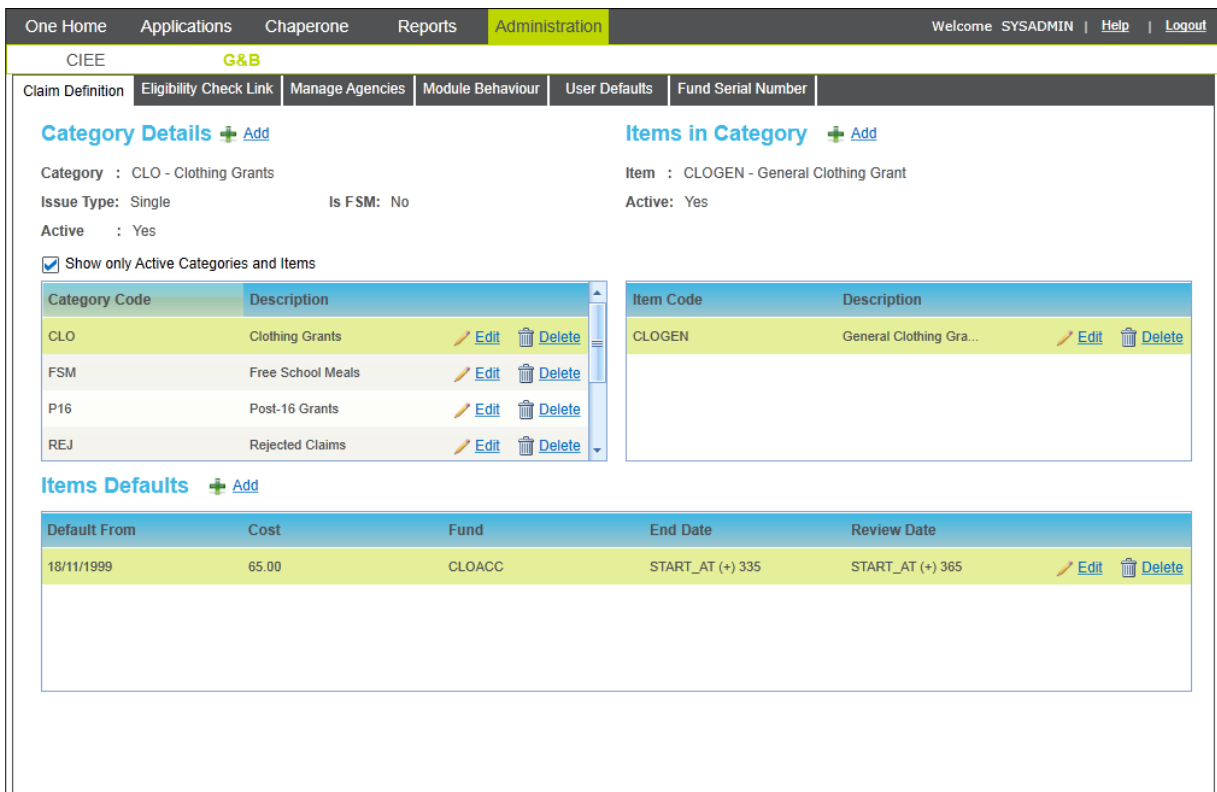 One Home Applications Chaperone Reports Administration Welcome SYSADMIN | Help | Logout
CIEE G&B
Claim Definition Eligibility Check Link Manage Agencies Module Behaviour User Defaults Fund Serial Number
Category Details Add Items in Category Add
Category : CLO - Clothing Grants Item : CLOGEN - General Clothing Grant
Issue Type: Single Is FSM: No Active: Yes
Active : Yes
Show only Active Categories and Items
Category Code Description Item Code Description
CLO Clothing Grants Edit Delete CLOGEN General Clothing Gra... Edit Delete
FSM Free School Meals Edit Delete
P16 Post-16 Grants Edit Delete
REJ Rejected Claims Edit Delete
Items Defaults Add
Default From Cost Fund End Date Review Date
18/11/1999 65.00 CLOACC START_AT (+) 335 START_AT (+) 365 Edit Delete